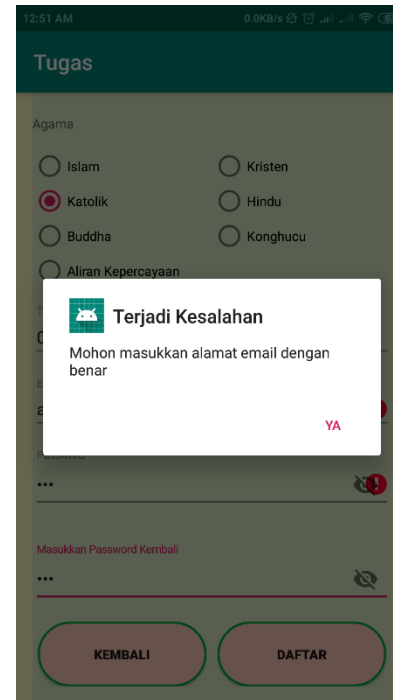 12:51 AM 0.0KB/s
Tugas
Agama
Islam Kristen
Katolik Hindu
Buddha Konghucu
Aliran Kepercayaan
Terjadi Kesalahan
Mohon masukkan alamat email dengan
benar
YA
Password
Masukkan Password Kembali
KEMBALI DAFTAR